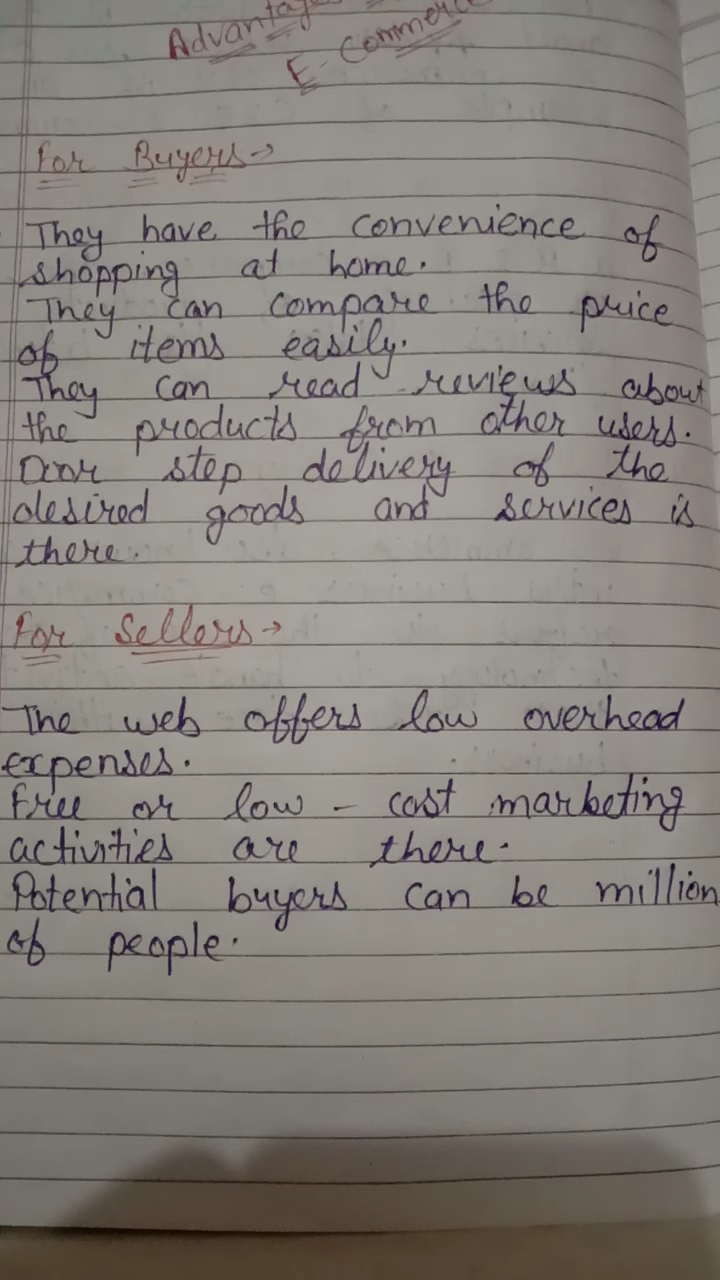 Advantage
E-Commerce
For Buyers→
They have the convenience of
shopping at home.
They can compare the price
of items easily.
They can read reviews about
the products from other users.
Door step delivery of the
desired goods and services is
there.
For Sellers→
The web offers low overhead
expenses.
Free or low - cost marketing
activities are there.
Potential buyers can be million
of people.